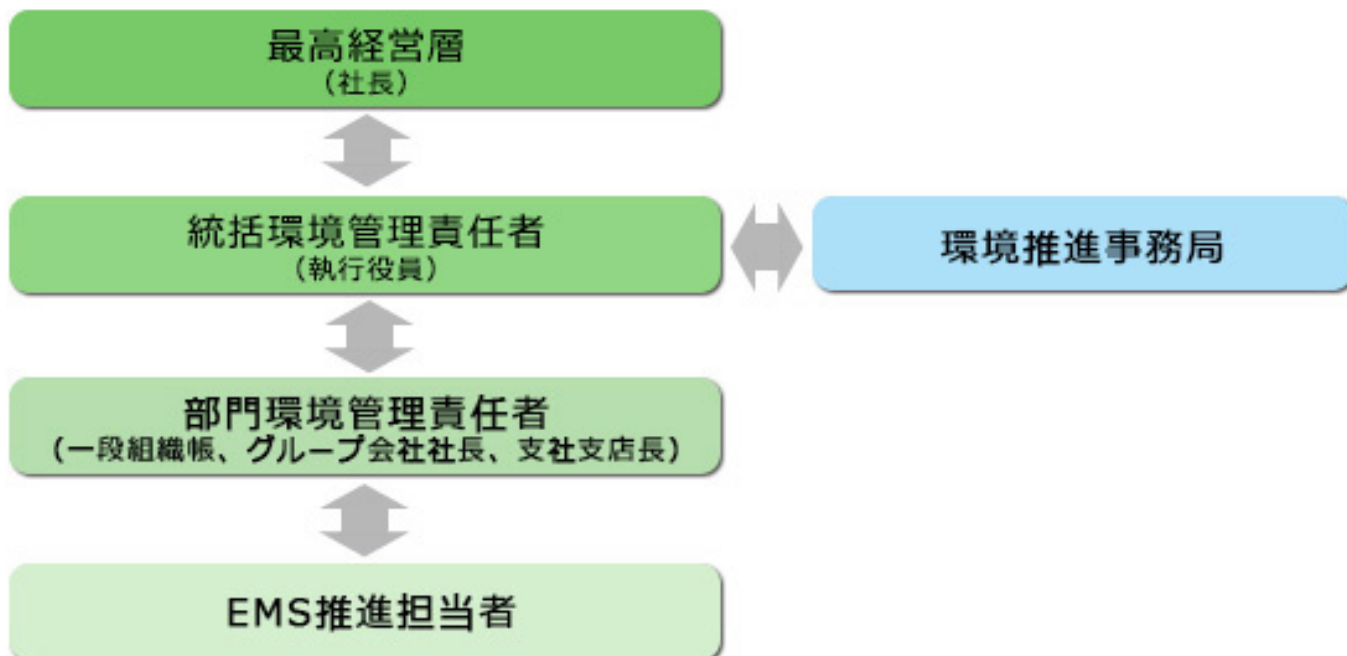 最高経営層
（社長）
統括環境管理責任者
（執行役員）
環境推進事務局
部門環境管理責任者
（一段組織帳、グループ会社社長、支社支店長）
EMS推進担当者